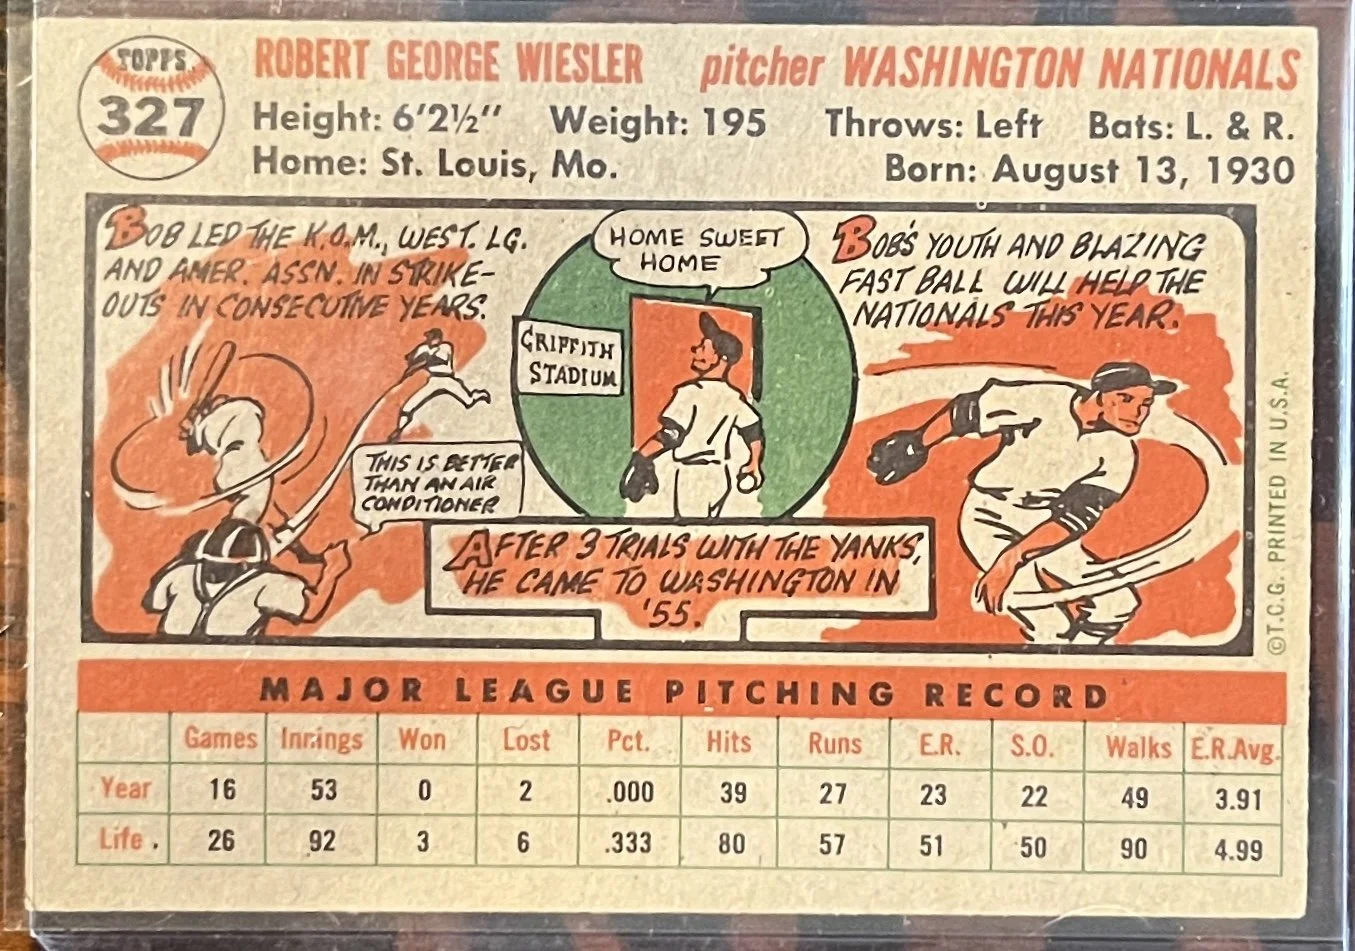 TOPPS
327
ROBERT GEORGE WIESLER pitcher WASHINGTON NATIONALS
Height: 6'2½" Weight: 195 Throws: Left Bats: L. & R.
Home: St. Louis, Mo. Born: August 13, 1930
BOB LED THE K.O.M., WEST. LG.
AND AMER. ASSN. IN STRIKE-
OUTS IN CONSECUTIVE YEARS.
THIS IS BETTER
THAN AN AIR
CONDITIONER
HOME SWEET
HOME
GRIFFITH
STADIUM
AFTER 3 TRIALS WITH THE YANKS,
HE CAME TO WASHINGTON IN
'55.
BOB'S YOUTH AND BLAZING
FAST BALL WILL HELP THE
NATIONALS THIS YEAR.
©T.C.G. PRINTED IN U.S.A.
MAJOR LEAGUE PITCHING RECORD
Games Innings Won Lost Pct. Hits Runs E.R. S.O. Walks E.R.Avg.
Year 16 53 0 2 .000 39 27 23 22 49 3.91
Life . 26 92 3 6 .333 80 57 51 50 90 4.99